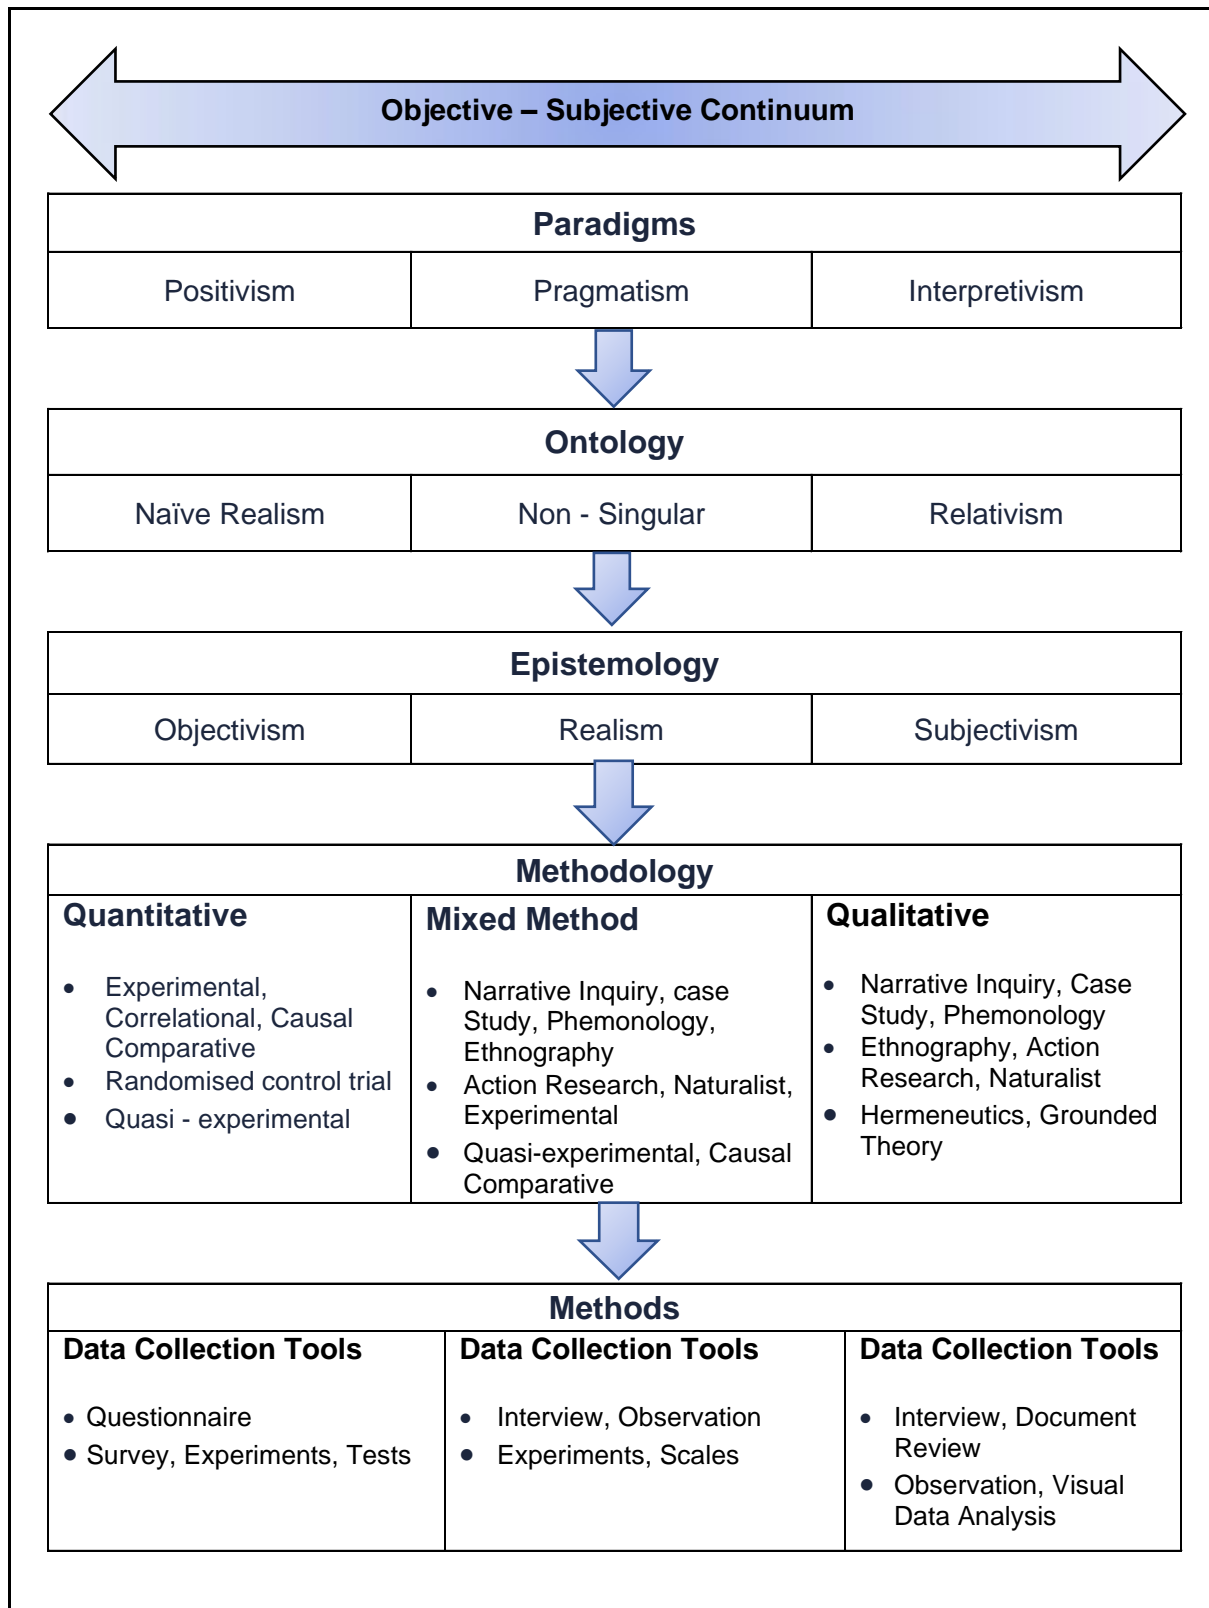 Objective – Subjective Continuum
Paradigms
Positivism
Pragmatism
Interpretivism
Ontology
Naïve Realism
Non - Singular
Relativism
Epistemology
Objectivism
Realism
Subjectivism
Methodology
Quantitative
• Experimental,
Correlational, Causal
Comparative
• Randomised control trial
• Quasi - experimental
Mixed Method
• Narrative Inquiry, case
Study, Phemonology,
Ethnography
• Action Research, Naturalist,
Experimental
• Quasi-experimental, Causal
Comparative
Qualitative
• Narrative Inquiry, Case
Study, Phemonology
• Ethnography, Action
Research, Naturalist
• Hermeneutics, Grounded
Theory
Methods
Data Collection Tools
• Questionnaire
• Survey, Experiments, Tests
Data Collection Tools
• Interview, Observation
• Experiments, Scales
Data Collection Tools
• Interview, Document
Review
• Observation, Visual
Data Analysis